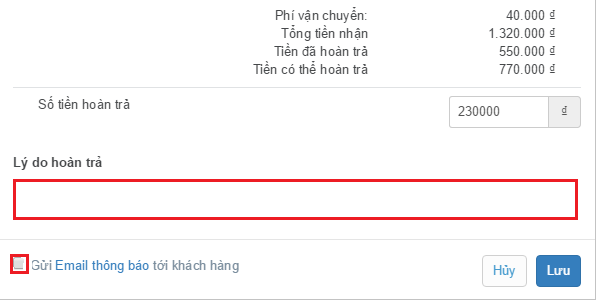 Phí vận chuyển: 40.000 ₫
Tổng tiền nhận 1.320.000 ₫
Tiền đã hoàn trả 550.000 ₫
Tiền có thể hoàn trả 770.000 ₫
Số tiền hoàn trả 230000 ₫
Lý do hoàn trả
Gửi Email thông báo tới khách hàng Hủy Lưu